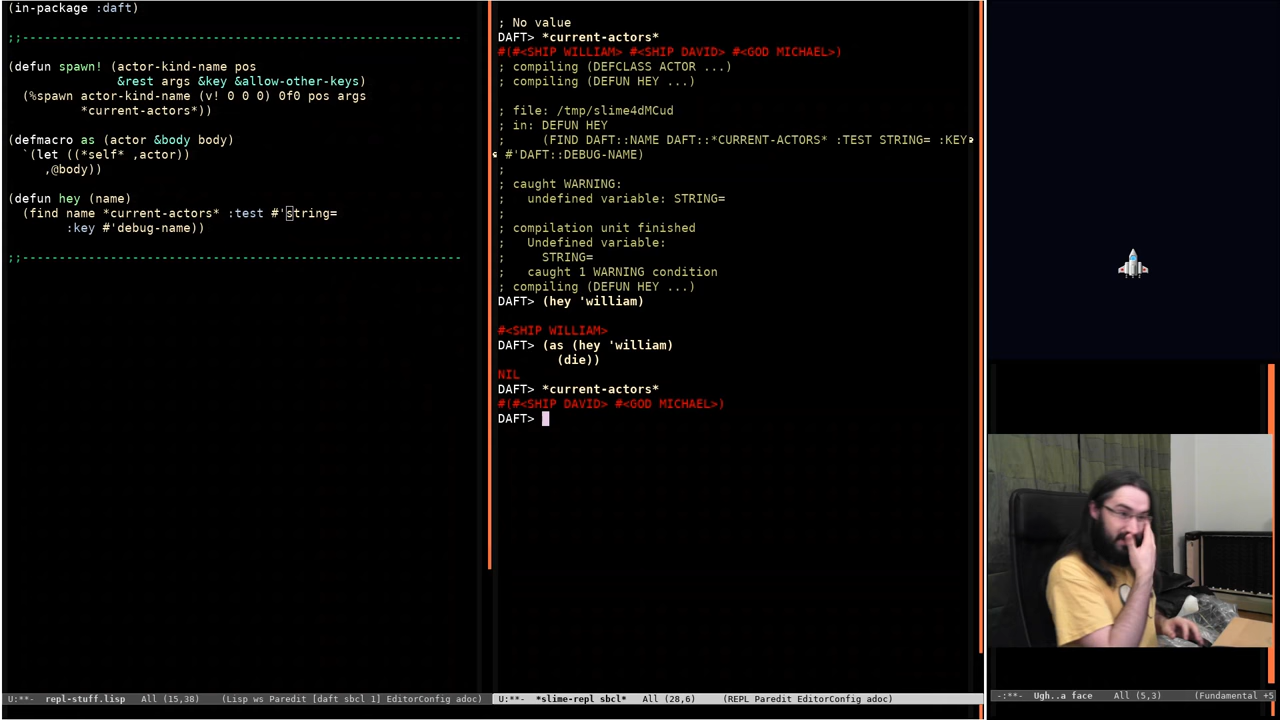 (in-package :daft)
;;------------------------------------------------------------
(defun spawn! (actor-kind-name pos
&rest args &key &allow-other-keys)
(%spawn actor-kind-name (v! 0 0 0) 0f0 pos args
*current-actors*))
(defmacro as (actor &body body)
`(let ((*self* ,actor))
,@body))
(defun hey (name)
(find name *current-actors* :test #'string=
:key #'debug-name))
;;------------------------------------------------------------
U:**-  repl-stuff.lisp   All (15,38)   (Lisp ws Paredit [daft sbcl 1] EditorConfig adoc)
; No value
DAFT> *current-actors*
#(#<SHIP WILLIAM> #<SHIP DAVID> #<GOD MICHAEL>)
; compiling (DEFCLASS ACTOR ...)
; compiling (DEFUN HEY ...)
; file: /tmp/slime4dMCud
; in: DEFUN HEY
;     (FIND DAFT::NAME DAFT::*CURRENT-ACTORS* :TEST STRING= :KEY
#'DAFT::DEBUG-NAME)
;
; caught WARNING:
;   undefined variable: STRING=
;
; compilation unit finished
;   Undefined variable:
;     STRING=
;   caught 1 WARNING condition
; compiling (DEFUN HEY ...)
DAFT> (hey 'william)
#<SHIP WILLIAM>
DAFT> (as (hey 'william)
(die))
NIL
DAFT> *current-actors*
#(#<SHIP DAVID> #<GOD MICHAEL>)
DAFT>
U:**-  *slime-repl sbcl*   All (28,6)   (REPL Paredit EditorConfig adoc)
-:**-  Ugh..a face   All (5,3)   (Fundamental +5